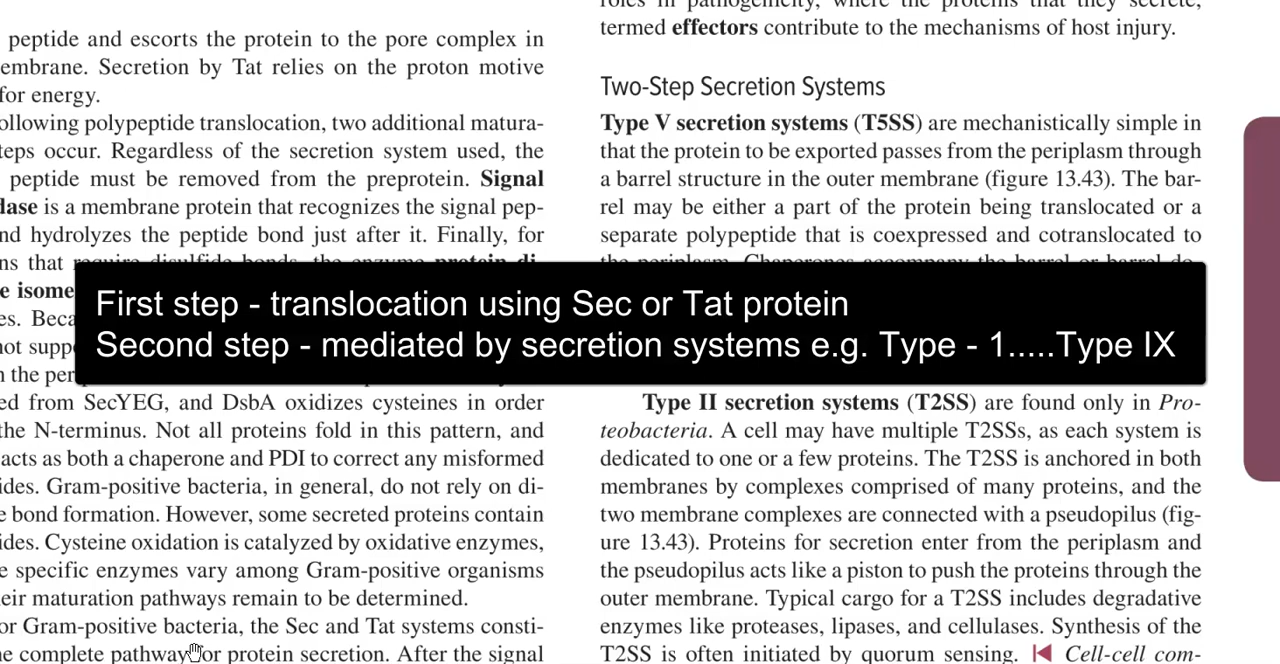 peptide and escorts the protein to the pore complex in
embrane. Secretion by Tat relies on the proton motive
for energy.
ollowing polypeptide translocation, two additional matura-
teps occur. Regardless of the secretion system used, the
peptide must be removed from the preprotein. Signal
dase is a membrane protein that recognizes the signal pep-
nd hydrolyzes the peptide bond just after it. Finally, for
ns that require disulfide bonds, the enzyme protein di-
e isome
es. Beca
not supp
n the per
ed from SecYEG, and DsbA oxidizes cysteines in order
the N-terminus. Not all proteins fold in this pattern, and
acts as both a chaperone and PDI to correct any misformed
ides. Gram-positive bacteria, in general, do not rely on di-
e bond formation. However, some secreted proteins contain
ides. Cysteine oxidation is catalyzed by oxidative enzymes,
e specific enzymes vary among Gram-positive organisms
eir maturation pathways remain to be determined.
or Gram-positive bacteria, the Sec and Tat systems consti-
ne complete pathway for protein secretion. After the signal
termed effectors contribute to the mechanisms of host injury.
Two-Step Secretion Systems
Type V secretion systems (T5SS) are mechanistically simple in
that the protein to be exported passes from the periplasm through
a barrel structure in the outer membrane (figure 13.43). The bar-
rel may be either a part of the protein being translocated or a
separate polypeptide that is coexpressed and cotranslocated to
the periplasm. Chaperones accompany the barrel or barrel do-
First step - translocation using Sec or Tat protein
Second step - mediated by secretion systems e.g. Type - 1.....Type IX
Type II secretion systems (T2SS) are found only in Pro-
teobacteria. A cell may have multiple T2SSs, as each system is
dedicated to one or a few proteins. The T2SS is anchored in both
membranes by complexes comprised of many proteins, and the
two membrane complexes are connected with a pseudopilus (fig-
ure 13.43). Proteins for secretion enter from the periplasm and
the pseudopilus acts like a piston to push the proteins through the
outer membrane. Typical cargo for a T2SS includes degradative
enzymes like proteases, lipases, and cellulases. Synthesis of the
T2SS is often initiated by quorum sensing. Cell-cell com-